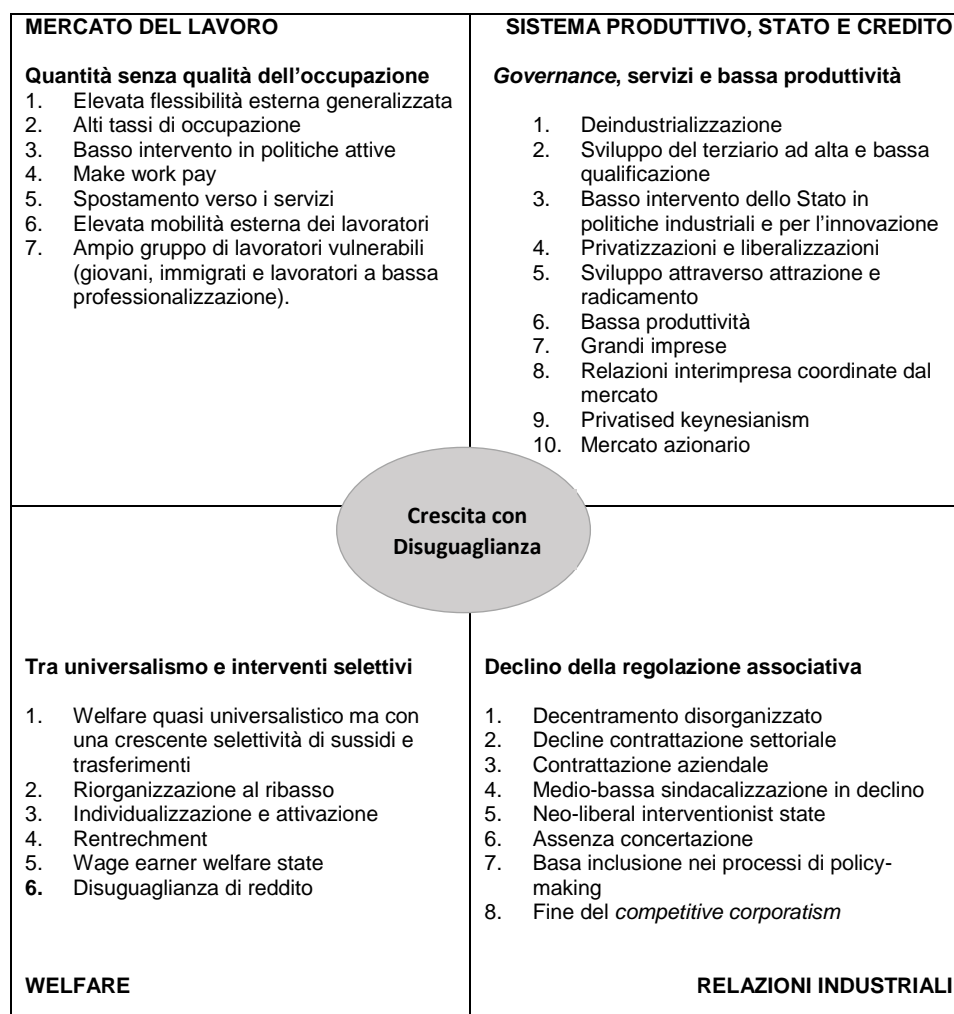 MERCATO DEL LAVORO
Quantità senza qualità dell’occupazione
1. Elevata flessibilità esterna generalizzata
2. Alti tassi di occupazione
3. Basso intervento in politiche attive
4. Make work pay
5. Spostamento verso i servizi
6. Elevata mobilità esterna dei lavoratori
7. Ampio gruppo di lavoratori vulnerabili
(giovani, immigrati e lavoratori a bassa
professionalizzazione).
SISTEMA PRODUTTIVO, STATO E CREDITO
Governance, servizi e bassa produttività
1. Deindustrializzazione
2. Sviluppo del terziario ad alta e bassa
qualificazione
3. Basso intervento dello Stato in
politiche industriali e per l’innovazione
4. Privatizzazioni e liberalizzazioni
5. Sviluppo attraverso attrazione e
radicamento
6. Bassa produttività
7. Grandi imprese
8. Relazioni interimpresa coordinate dal
mercato
9. Privatised keynesianism
10. Mercato azionario
Crescita con
Disuguaglianza
Tra universalismo e interventi selettivi
1. Welfare quasi universalistico ma con
una crescente selettività di sussidi e
trasferimenti
2. Riorganizzazione al ribasso
3. Individualizzazione e attivazione
4. Rentrechment
5. Wage earner welfare state
6. Disuguaglianza di reddito
WELFARE
Declino della regolazione associativa
1. Decentramento disorganizzato
2. Decline contrattazione settoriale
3. Contrattazione aziendale
4. Medio-bassa sindacalizzazione in declino
5. Neo-liberal interventionist state
6. Assenza concertazione
7. Basa inclusione nei processi di policy-
making
8. Fine del competitive corporatism
RELAZIONI INDUSTRIALI